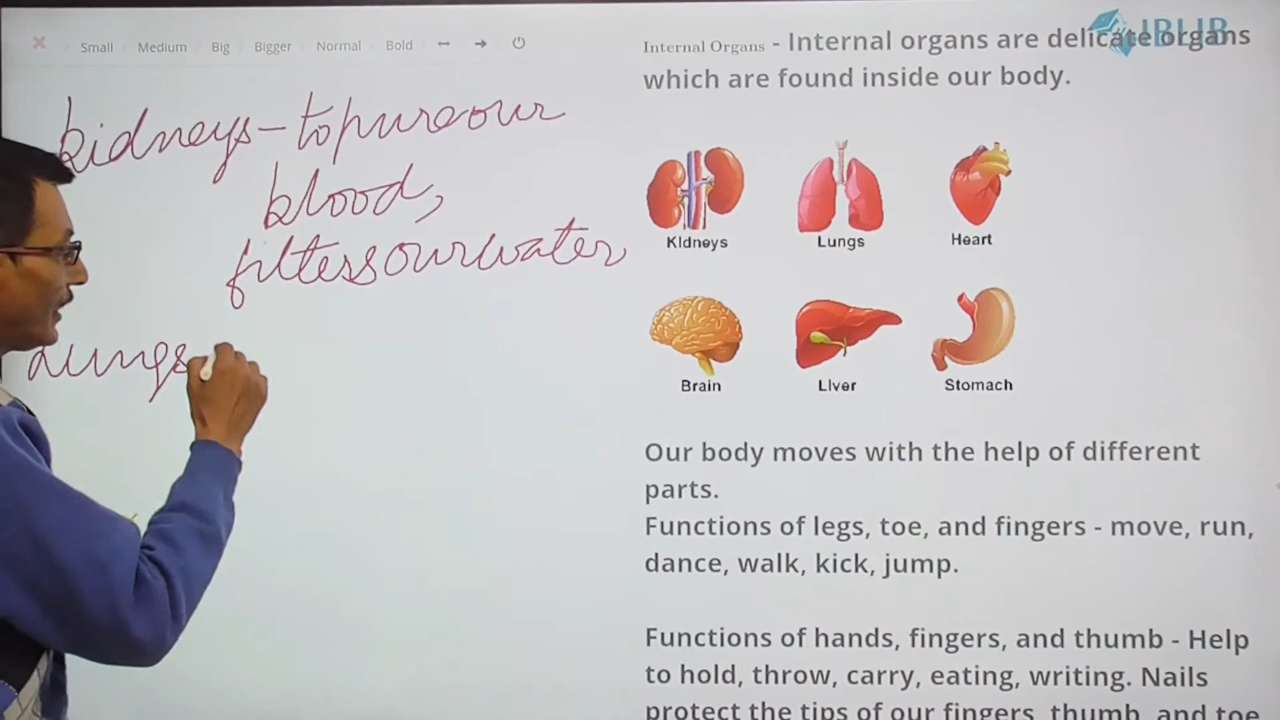 Small Medium Big Bigger Normal Bold
kidneys - to pure our
blood,
filtess our water,
Lungs
IBLIB
Internal Organs - Internal organs are delicate organs
which are found inside our body.
KIdneys Lungs Heart
Brain LIver Stomach
Our body moves with the help of different
parts.
Functions of legs, toe, and fingers - move, run,
dance, walk, kick, jump.
Functions of hands, fingers, and thumb - Help
to hold, throw, carry, eating, writing. Nails
protect the tips of our fingers, thumb, and toe